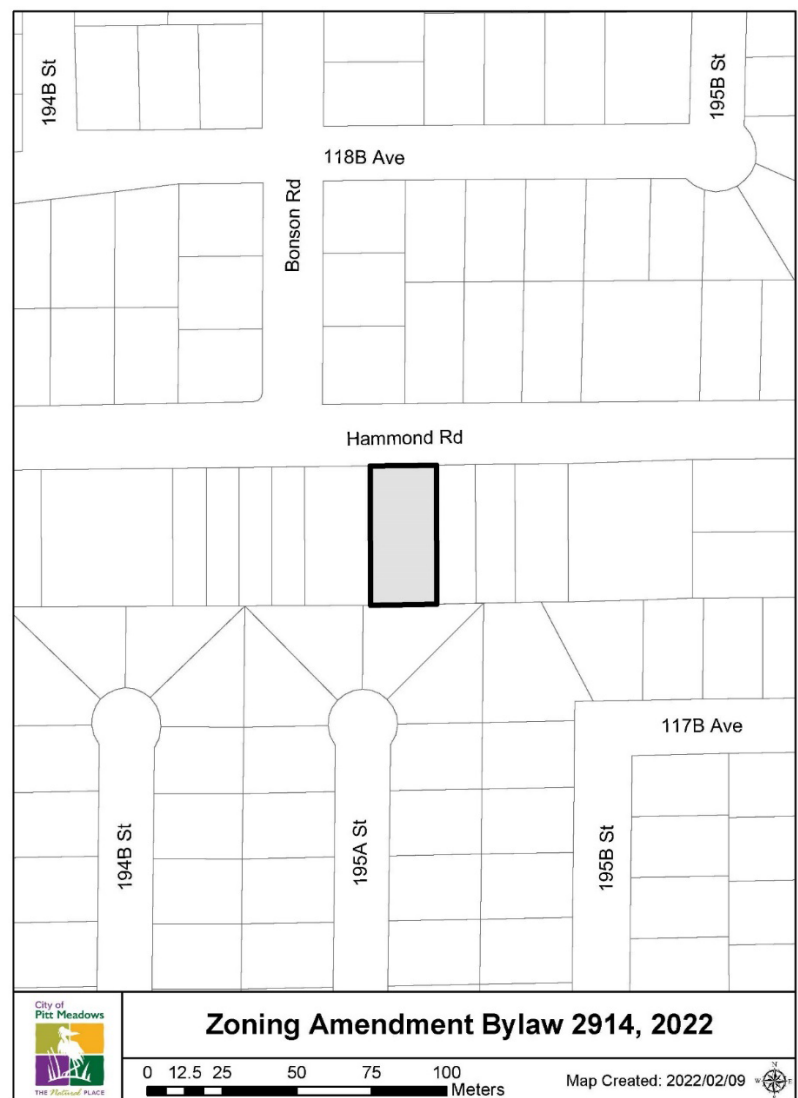 194B St
195B St
118B Ave
Bonson Rd
Hammond Rd
117B Ave
194B St
195A St
195B St
City of
Pitt Meadows
THE Natural PLACE
Zoning Amendment Bylaw 2914, 2022
0 12.5 25 50 75 100
Meters
Map Created: 2022/02/09
N
W E
S